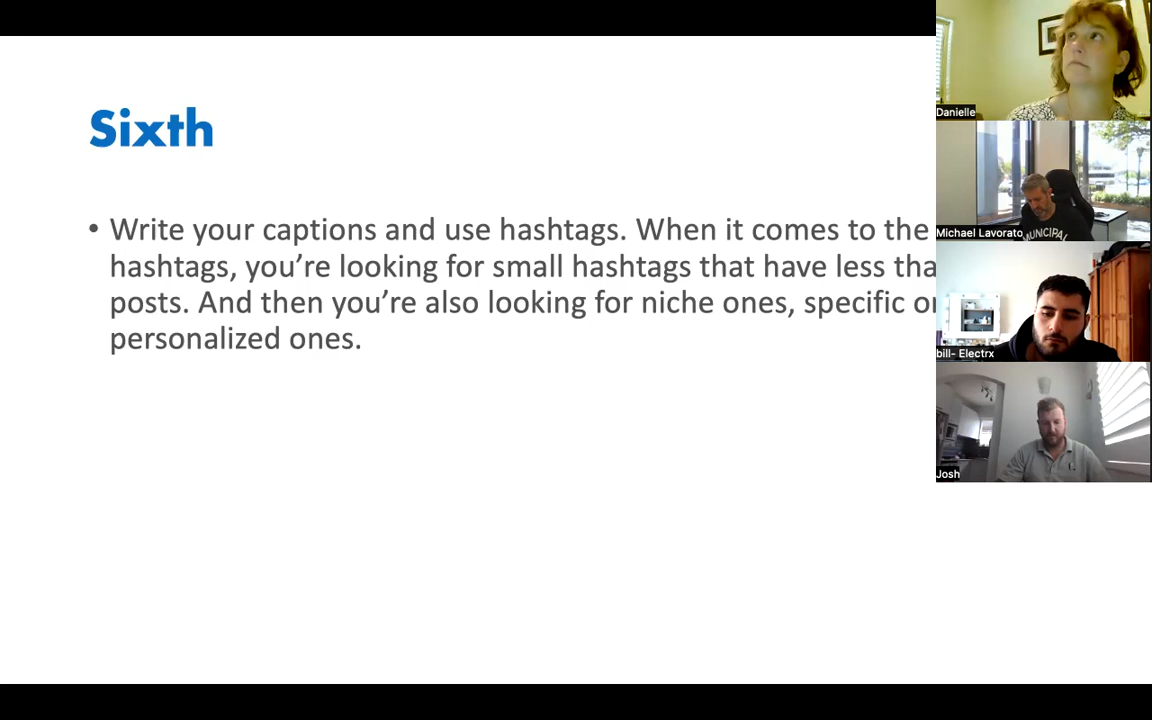 Sixth
• Write your captions and use hashtags. When it comes to the
hashtags, you’re looking for small hashtags that have less
posts. And then you’re also looking for niche ones, specific
personalized ones.
Danielle
Michael Lavorato
MUNICIPAL
bill- Electrx
Josh